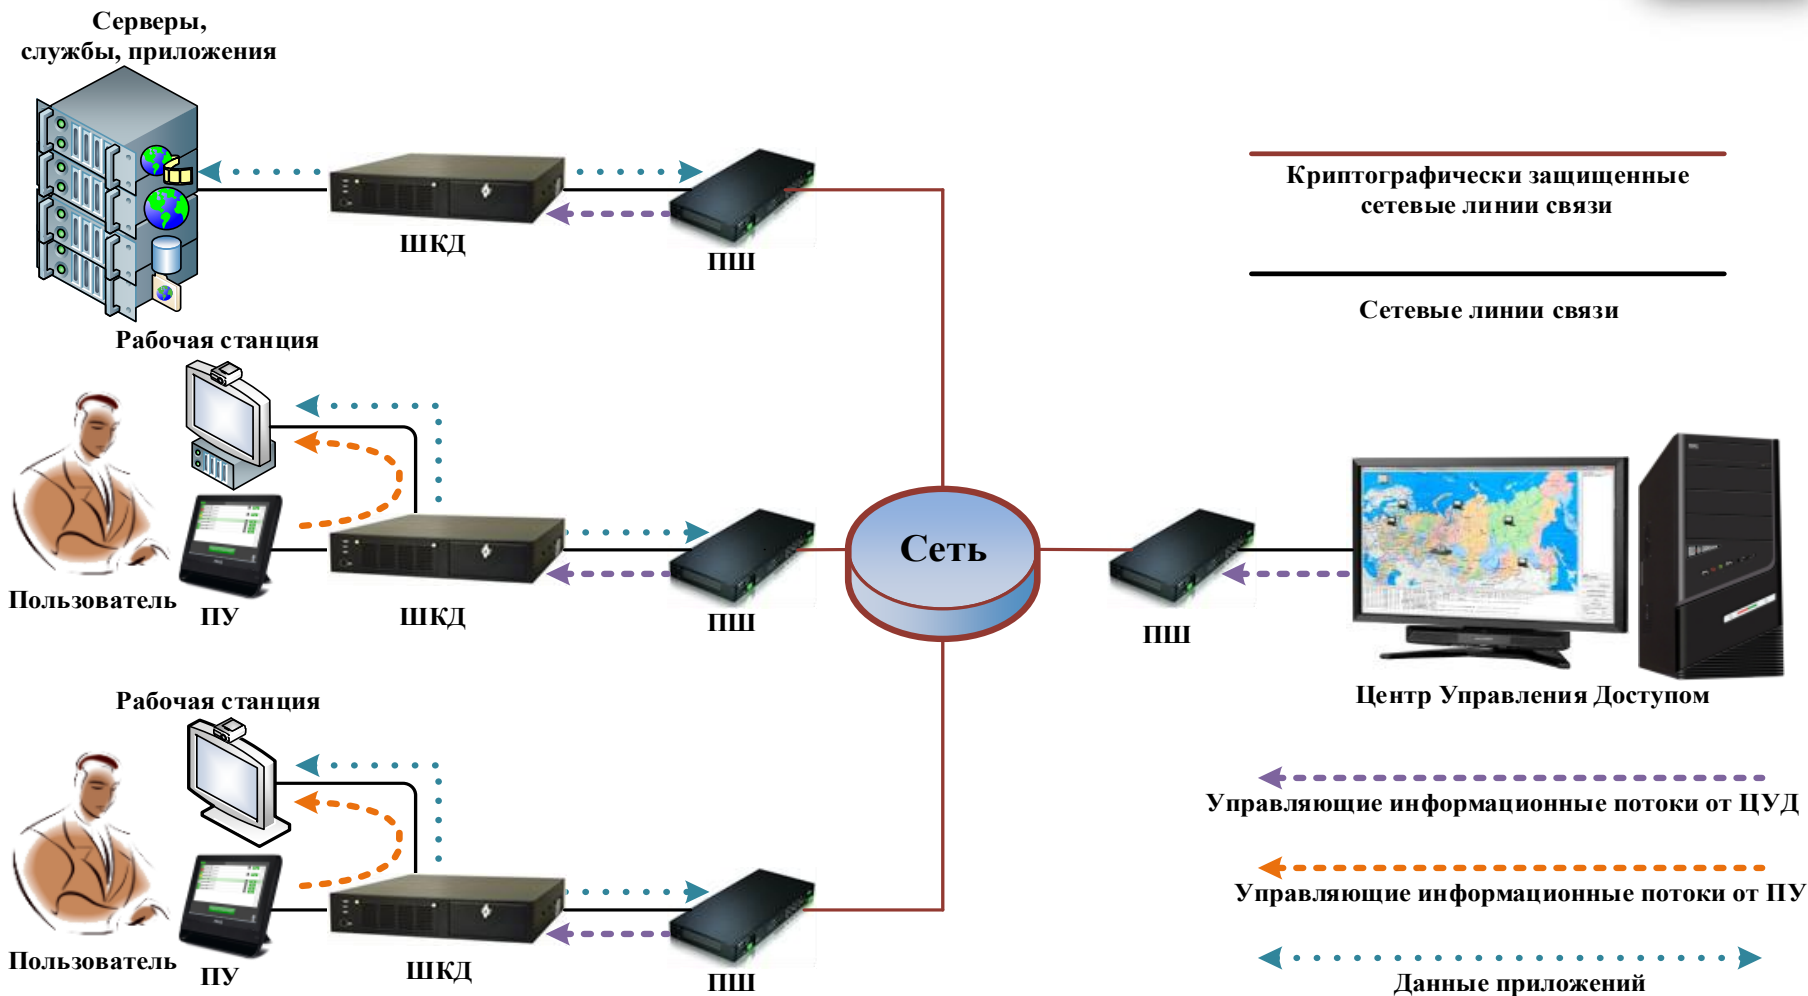 Серверы,
службы, приложения
ШКД
ПШ
Криптографически защищенные
сетевые линии связи
Сетевые линии связи
Рабочая станция
Пользователь
ПУ
ШКД
ПШ
Сеть
ПШ
Центр Управления Доступом
Рабочая станция
Пользователь
ПУ
ШКД
ПШ
Управляющие информационные потоки от ЦУД
Управляющие информационные потоки от ПУ
Данные приложений